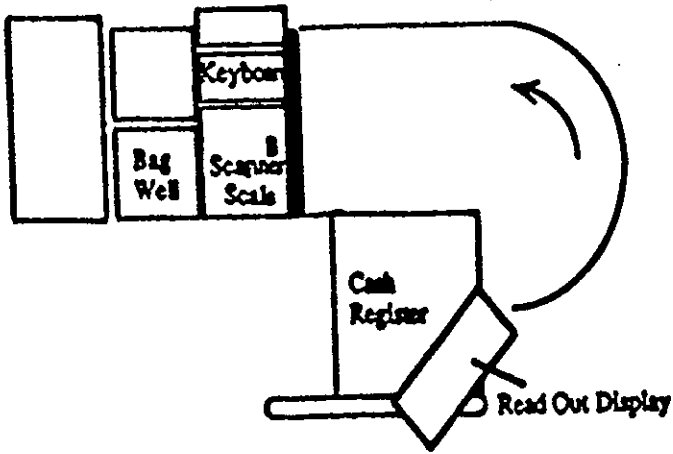 Keyboard
B
Scanner
Scale
Bag
Well
Cash
Register
Read Out Display